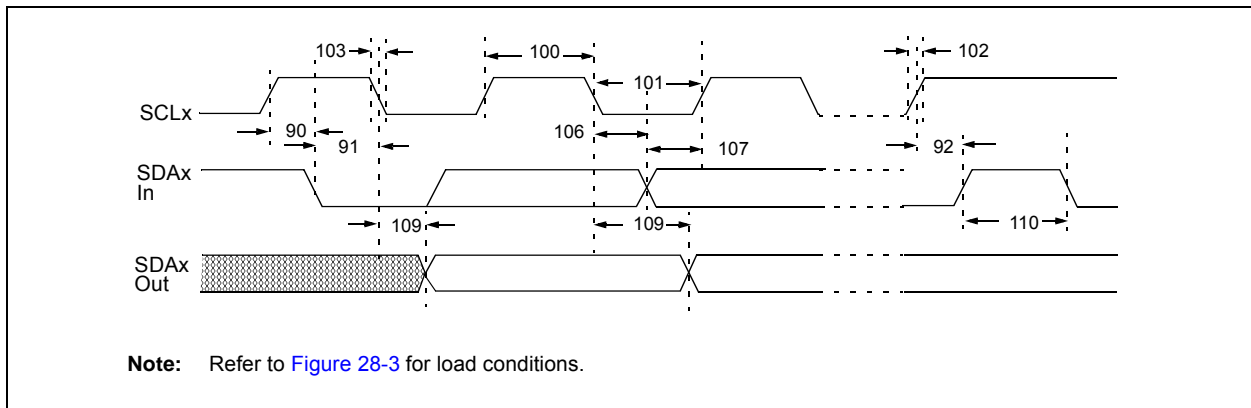 103
100
102
101
SCLx
90
91
106
107
92
SDAx
In
109
109
110
SDAx
Out
Note: Refer to Figure 28-3 for load conditions.